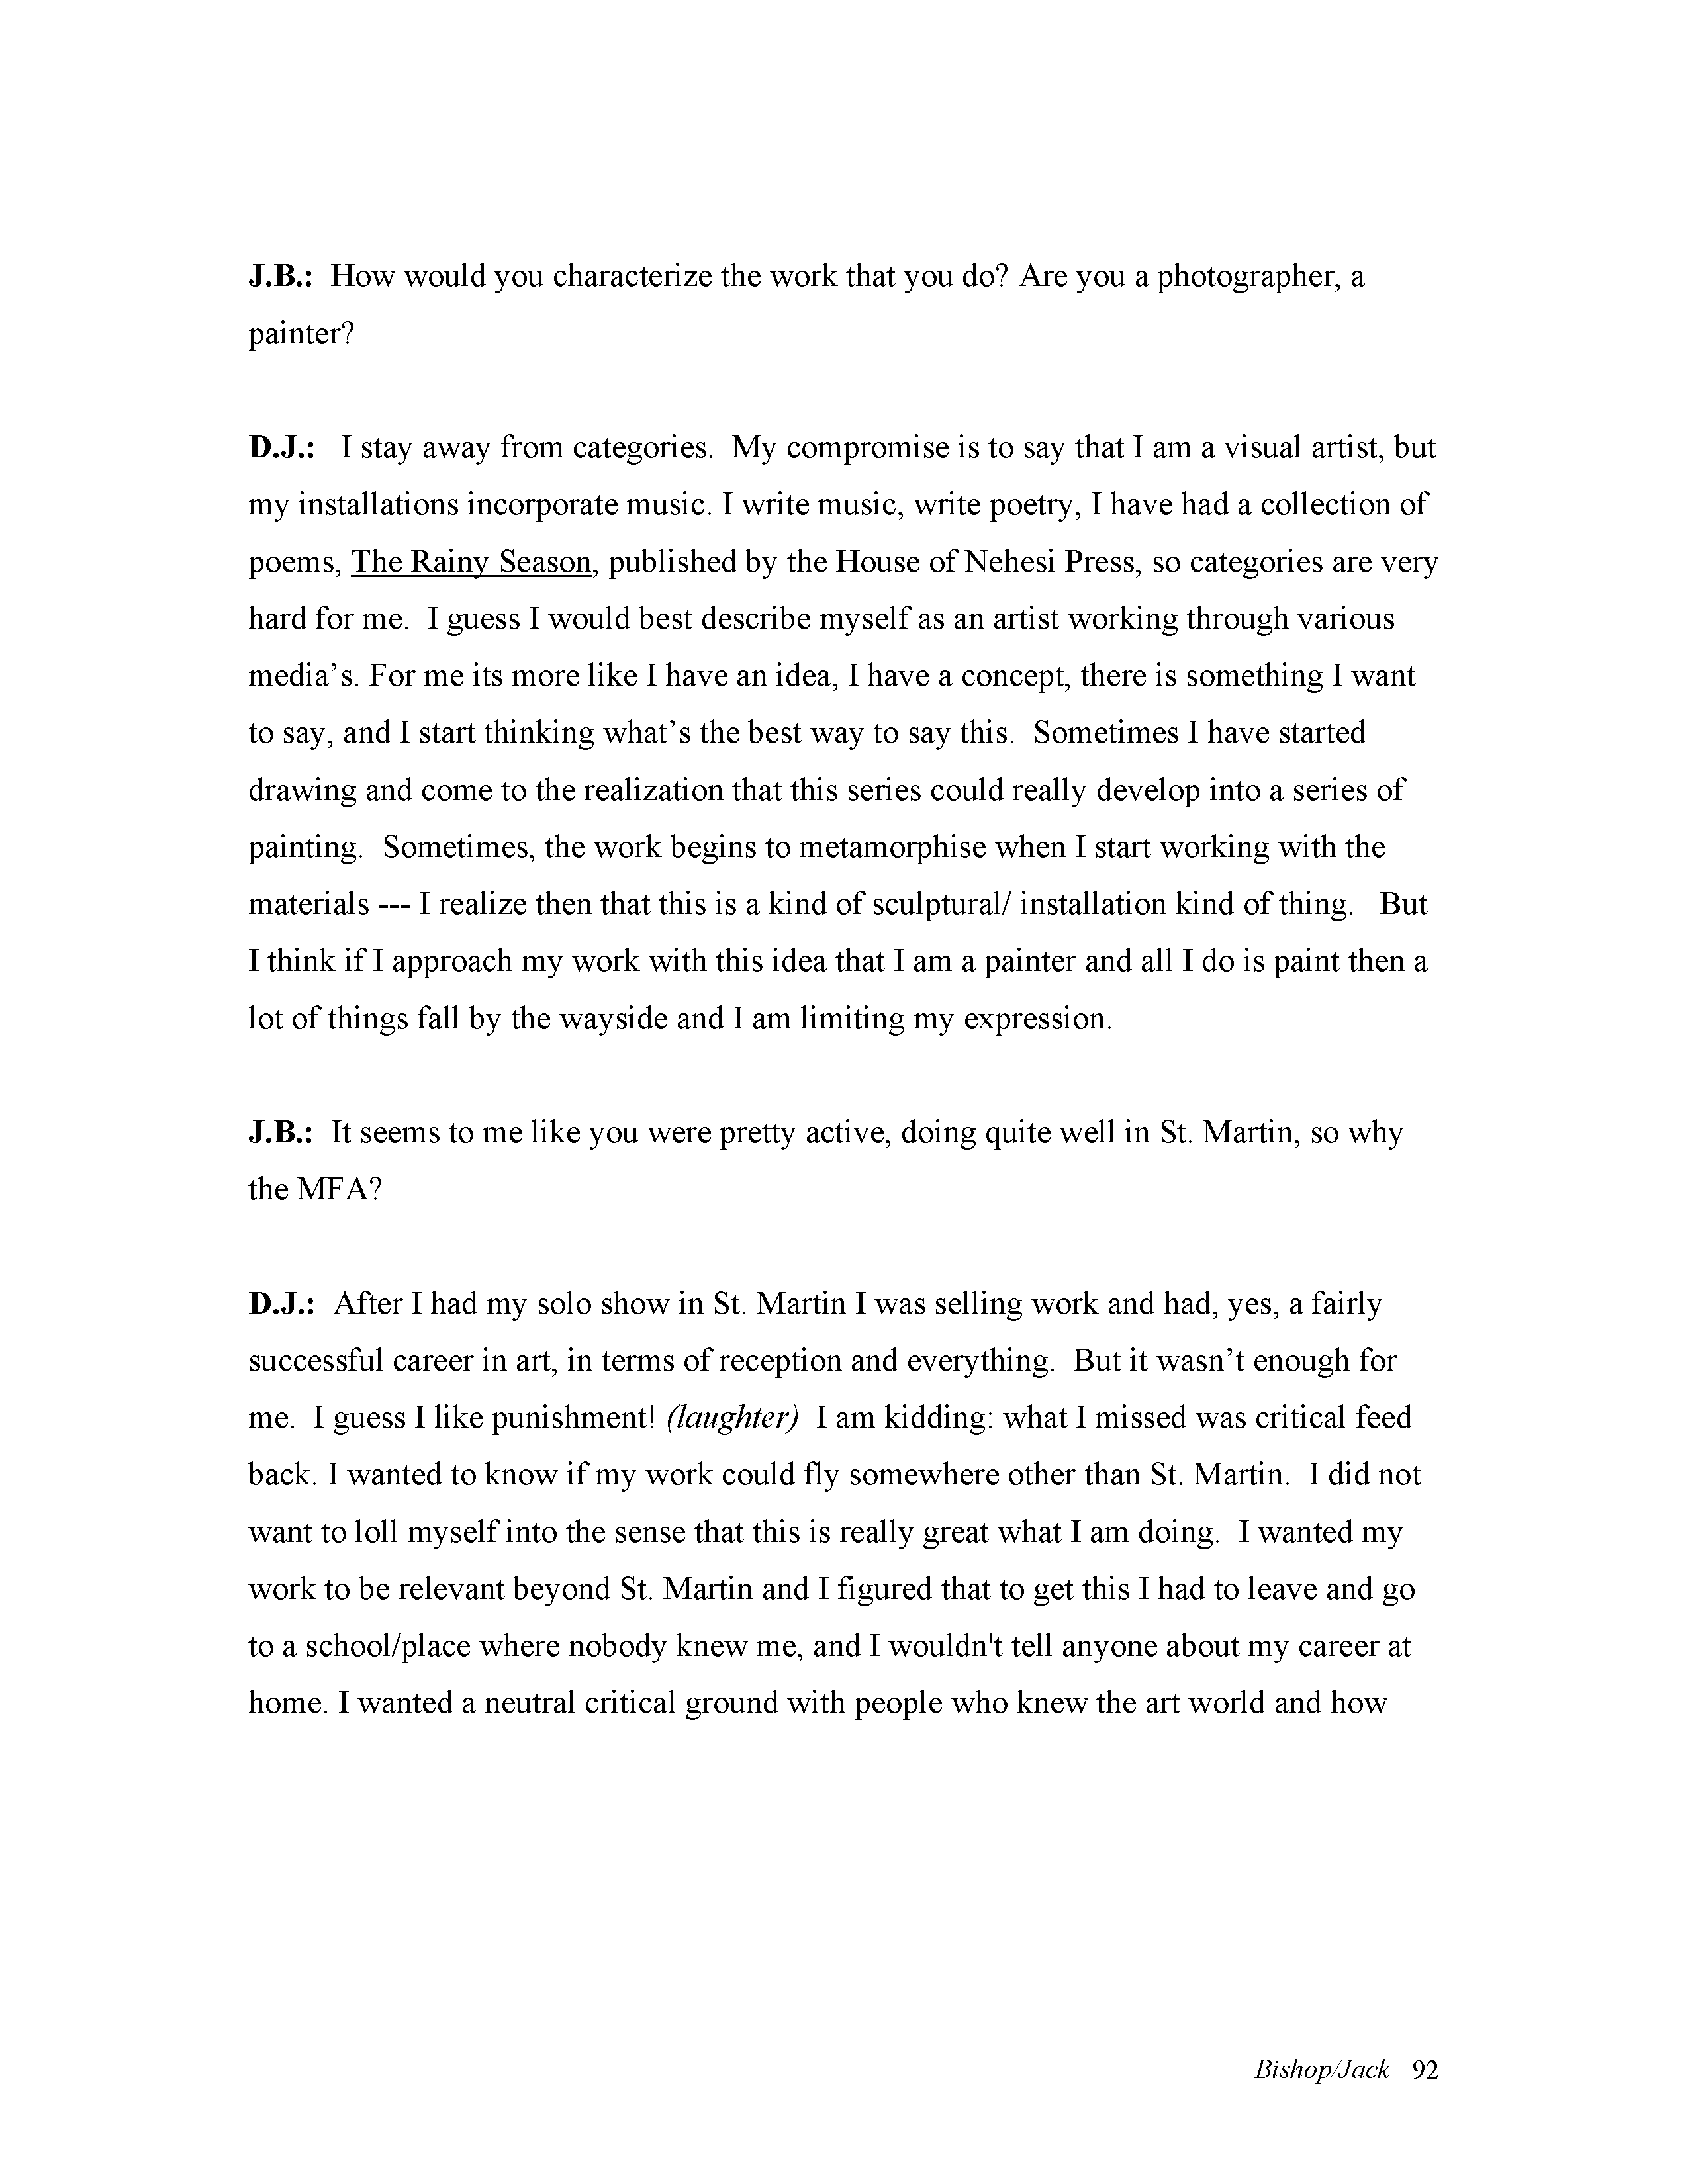 J.B.: How would you characterize the work that you do? Are you a photographer, a
painter?
D.J.: I stay away from categories. My compromise is to say that I am a visual artist, but
my installations incorporate music. I write music, write poetry, I have had a collection of
poems, The Rainy Season, published by the House of Nehesi Press, so categories are very
hard for me. I guess I would best describe myself as an artist working through various
media’s. For me its more like I have an idea, I have a concept, there is something I want
to say, and I start thinking what’s the best way to say this. Sometimes I have started
drawing and come to the realization that this series could really develop into a series of
painting. Sometimes, the work begins to metamorphise when I start working with the
materials --- I realize then that this is a kind of sculptural/ installation kind of thing. But
I think if I approach my work with this idea that I am a painter and all I do is paint then a
lot of things fall by the wayside and I am limiting my expression.
J.B.: It seems to me like you were pretty active, doing quite well in St. Martin, so why
the MFA?
D.J.: After I had my solo show in St. Martin I was selling work and had, yes, a fairly
successful career in art, in terms of reception and everything. But it wasn’t enough for
me. I guess I like punishment! (laughter) I am kidding: what I missed was critical feed
back. I wanted to know if my work could fly somewhere other than St. Martin. I did not
want to loll myself into the sense that this is really great what I am doing. I wanted my
work to be relevant beyond St. Martin and I figured that to get this I had to leave and go
to a school/place where nobody knew me, and I wouldn't tell anyone about my career at
home. I wanted a neutral critical ground with people who knew the art world and how
Bishop/Jack 92